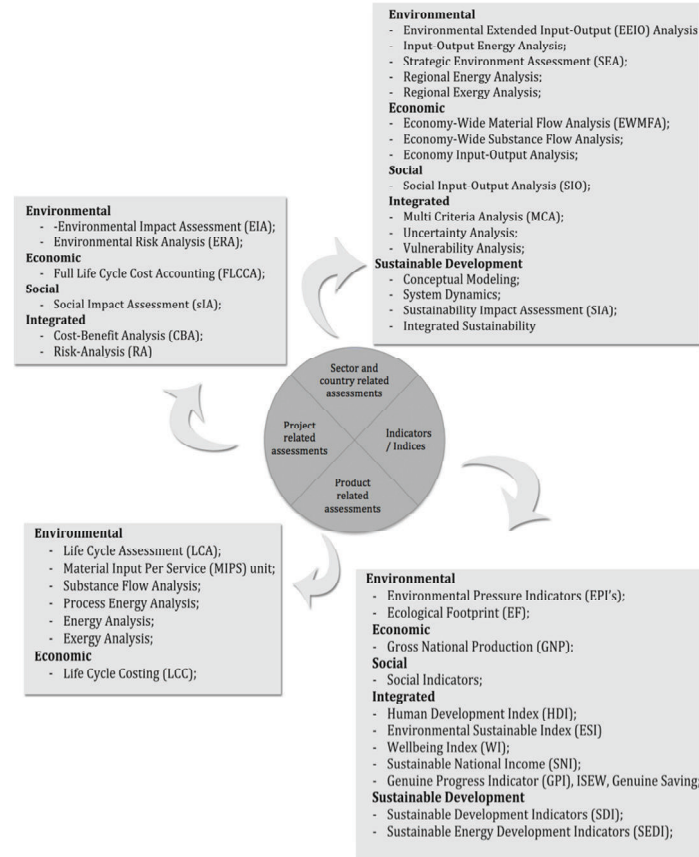 Environmental
- Environmental Extended Input-Output (EEIO) Analysis
- Input-Output Energy Analysis;
- Strategic Environment Assessment (SEA);
- Regional Energy Analysis;
- Regional Exergy Analysis;
Economic
- Economy-Wide Material Flow Analysis (EWMFA);
- Economy-Wide Substance Flow Analysis;
- Economy Input-Output Analysis;
Social
- Social Input-Output Analysis (SIO);
Integrated
- Multi Criteria Analysis (MCA);
- Uncertainty Analysis:
- Vulnerability Analysis;
Sustainable Development
- Conceptual Modeling;
- System Dynamics;
- Sustainability Impact Assessment (SIA);
- Integrated Sustainability
Environmental
- -Environmental Impact Assessment (EIA);
- Environmental Risk Analysis (ERA);
Economic
- Full Life Cycle Cost Accounting (FLCCA);
Social
- Social Impact Assessment (sIA);
Integrated
- Cost-Benefit Analysis (CBA);
- Risk-Analysis (RA)
Sector and
country related
assessments
Project
related
assessments
Indicators
/ Indices
Product
related
assessments
Environmental
- Life Cycle Assessment (LCA);
- Material Input Per Service (MIPS) unit;
- Substance Flow Analysis;
- Process Energy Analysis;
- Energy Analysis;
- Exergy Analysis;
Economic
- Life Cycle Costing (LCC);
Environmental
- Environmental Pressure Indicators (EPI's);
- Ecological Footprint (EF);
Economic
- Gross National Production (GNP):
Social
- Social Indicators;
Integrated
- Human Development Index (HDI);
- Environmental Sustainable Index (ESI)
- Wellbeing Index (WI);
- Sustainable National Income (SNI);
- Genuine Progress Indicator (GPI), ISEW, Genuine Saving;
Sustainable Development
- Sustainable Development Indicators (SDI);
- Sustainable Energy Development Indicators (SEDI);